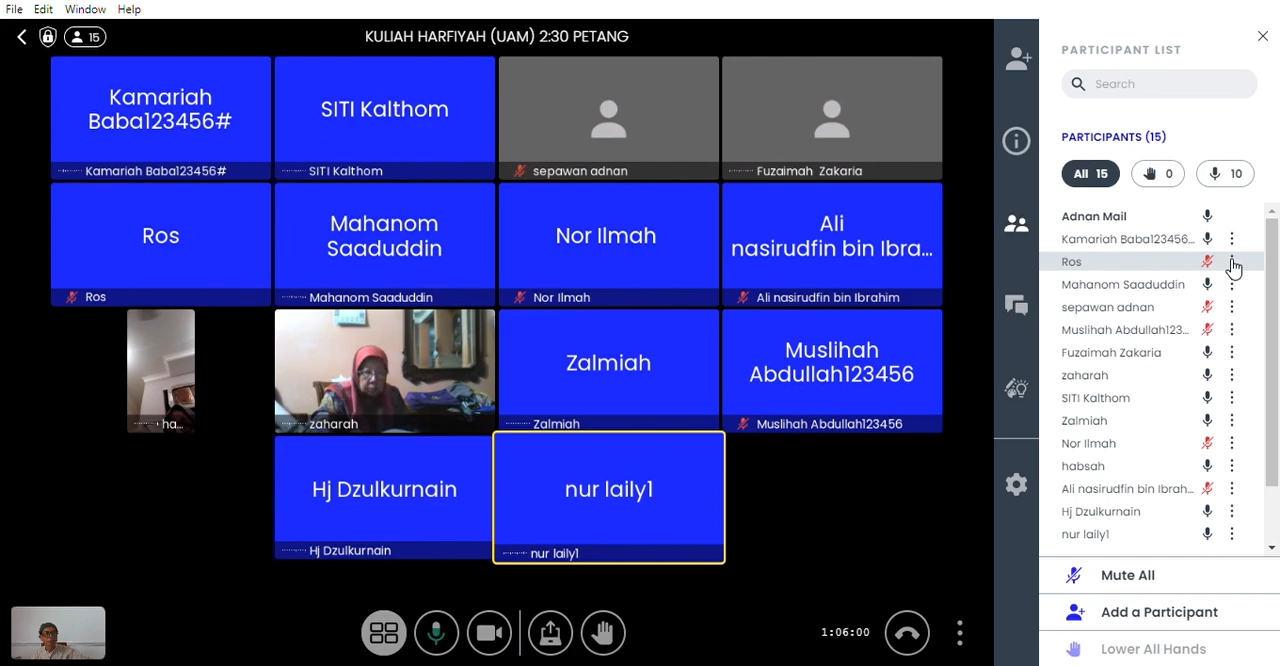 File Edit Window Help
15
KULIAH HARFIYAH (UAM) 2:30 PETANG
Kamariah
Baba123456#
Kamariah Baba123456#
SITI Kalthom
SITI Kalthom
sepawan adnan
Fuzaimah Zakaria
Ros
Ros
Mahanom
Saaduddin
Mahanom Saaduddin
Nor Ilmah
Nor Ilmah
Ali
nasirudfin bin Ibra...
Ali nasirudfin bin Ibrahim
ha...
zaharah
Zalmiah
Zalmiah
Muslihah
Abdullah123456
Muslihah Abdullah123456
Hj Dzulkurnain
Hj Dzulkurnain
nur laily1
nur laily1
1:06:00
PARTICIPANT LIST
Search
PARTICIPANTS (15)
All 15
0
10
Adnan Mail
Kamariah Baba123456...
Ros
Mahanom Saaduddin
sepawan adnan
Muslihah Abdullah123...
Fuzaimah Zakaria
zaharah
SITI Kalthom
Zalmiah
Nor Ilmah
habsah
Ali nasirudfin bin Ibrah...
Hj Dzulkurnain
nur laily1
Mute All
Add a Participant
Lower All Hands